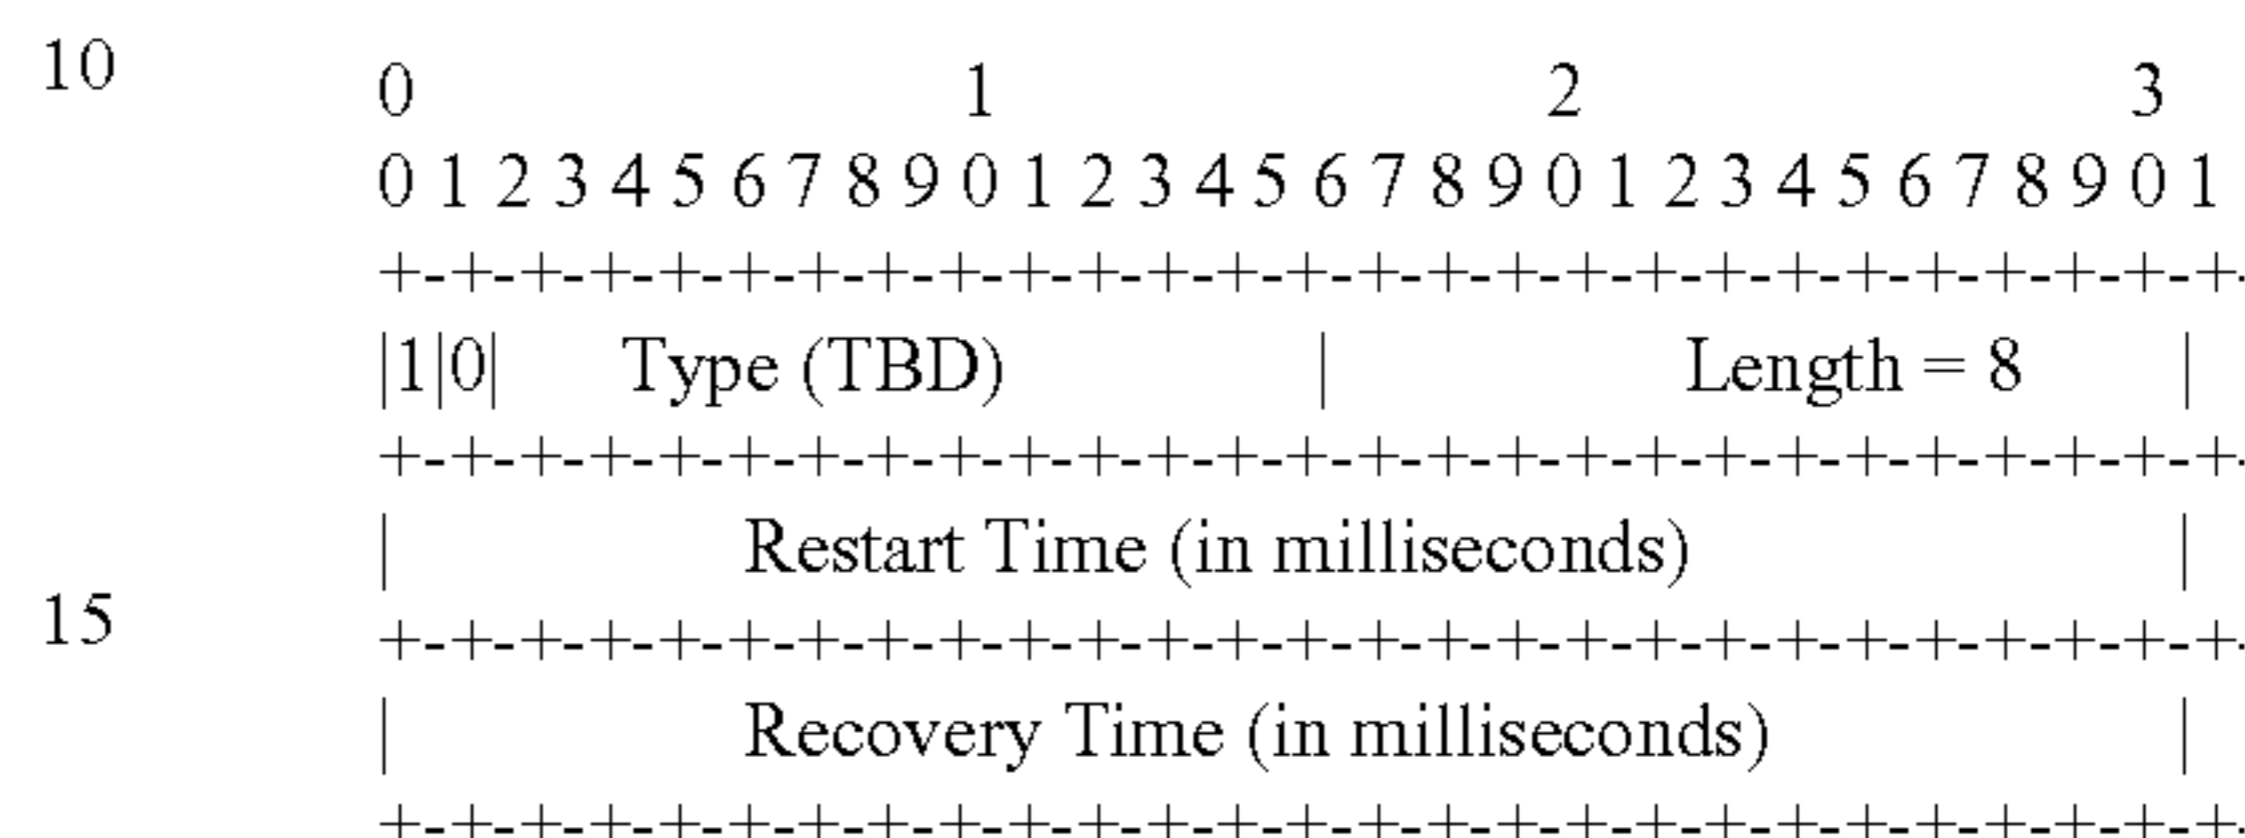 10 0 1 2 3
0 1 2 3 4 5 6 7 8 9 0 1 2 3 4 5 6 7 8 9 0 1 2 3 4 5 6 7 8 9 0 1
+-+-+-+-+-+-+-+-+-+-+-+-+-+-+-+-+-+-+-+-+-+-+-+-+-+-+-
|1|0| Type (TBD) | Length = 8 |
+-+-+-+-+-+-+-+-+-+-+-+-+-+-+-+-+-+-+-+-+-+-+-+-+-+-+-
| Restart Time (in milliseconds) |
15 +-+-+-+-+-+-+-+-+-+-+-+-+-+-+-+-+-+-+-+-+-+-+-+-+-+-+-
| Recovery Time (in milliseconds) |
+-+-+-+-+-+-+-+-+-+-+-+-+-+-+-+-+-+-+-+-+-+-+-+-+-+-+-